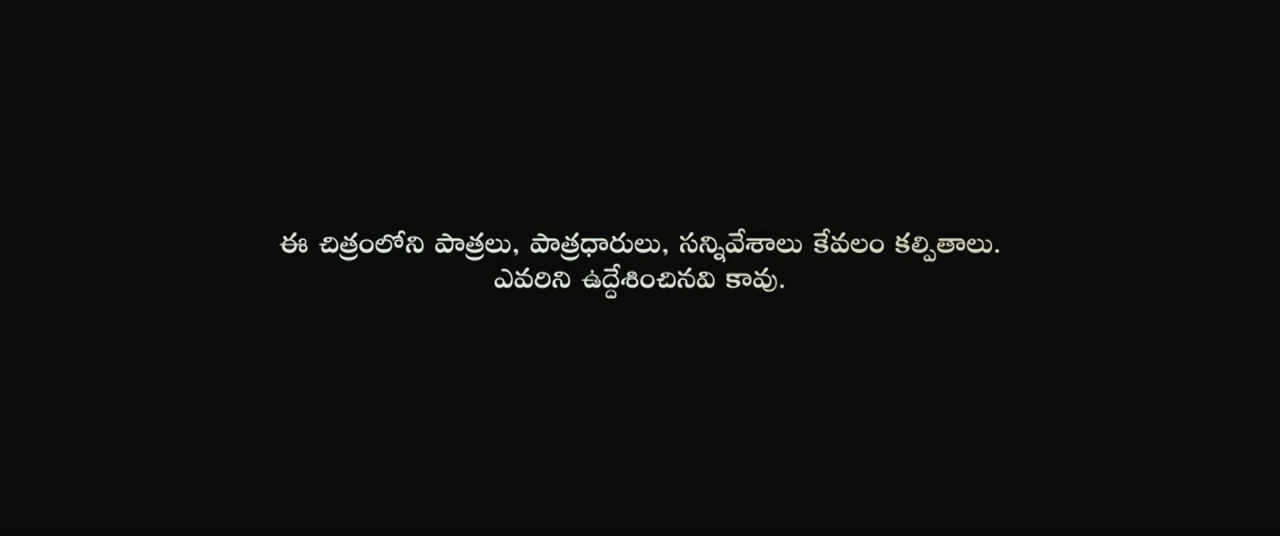 ఈ చిత్రంలోని పాత్రలు, పాత్రధారులు, సన్నివేశాలు కేవలం కల్పితాలు.
ఎవరిని ఉద్దేశించినవి కావు.